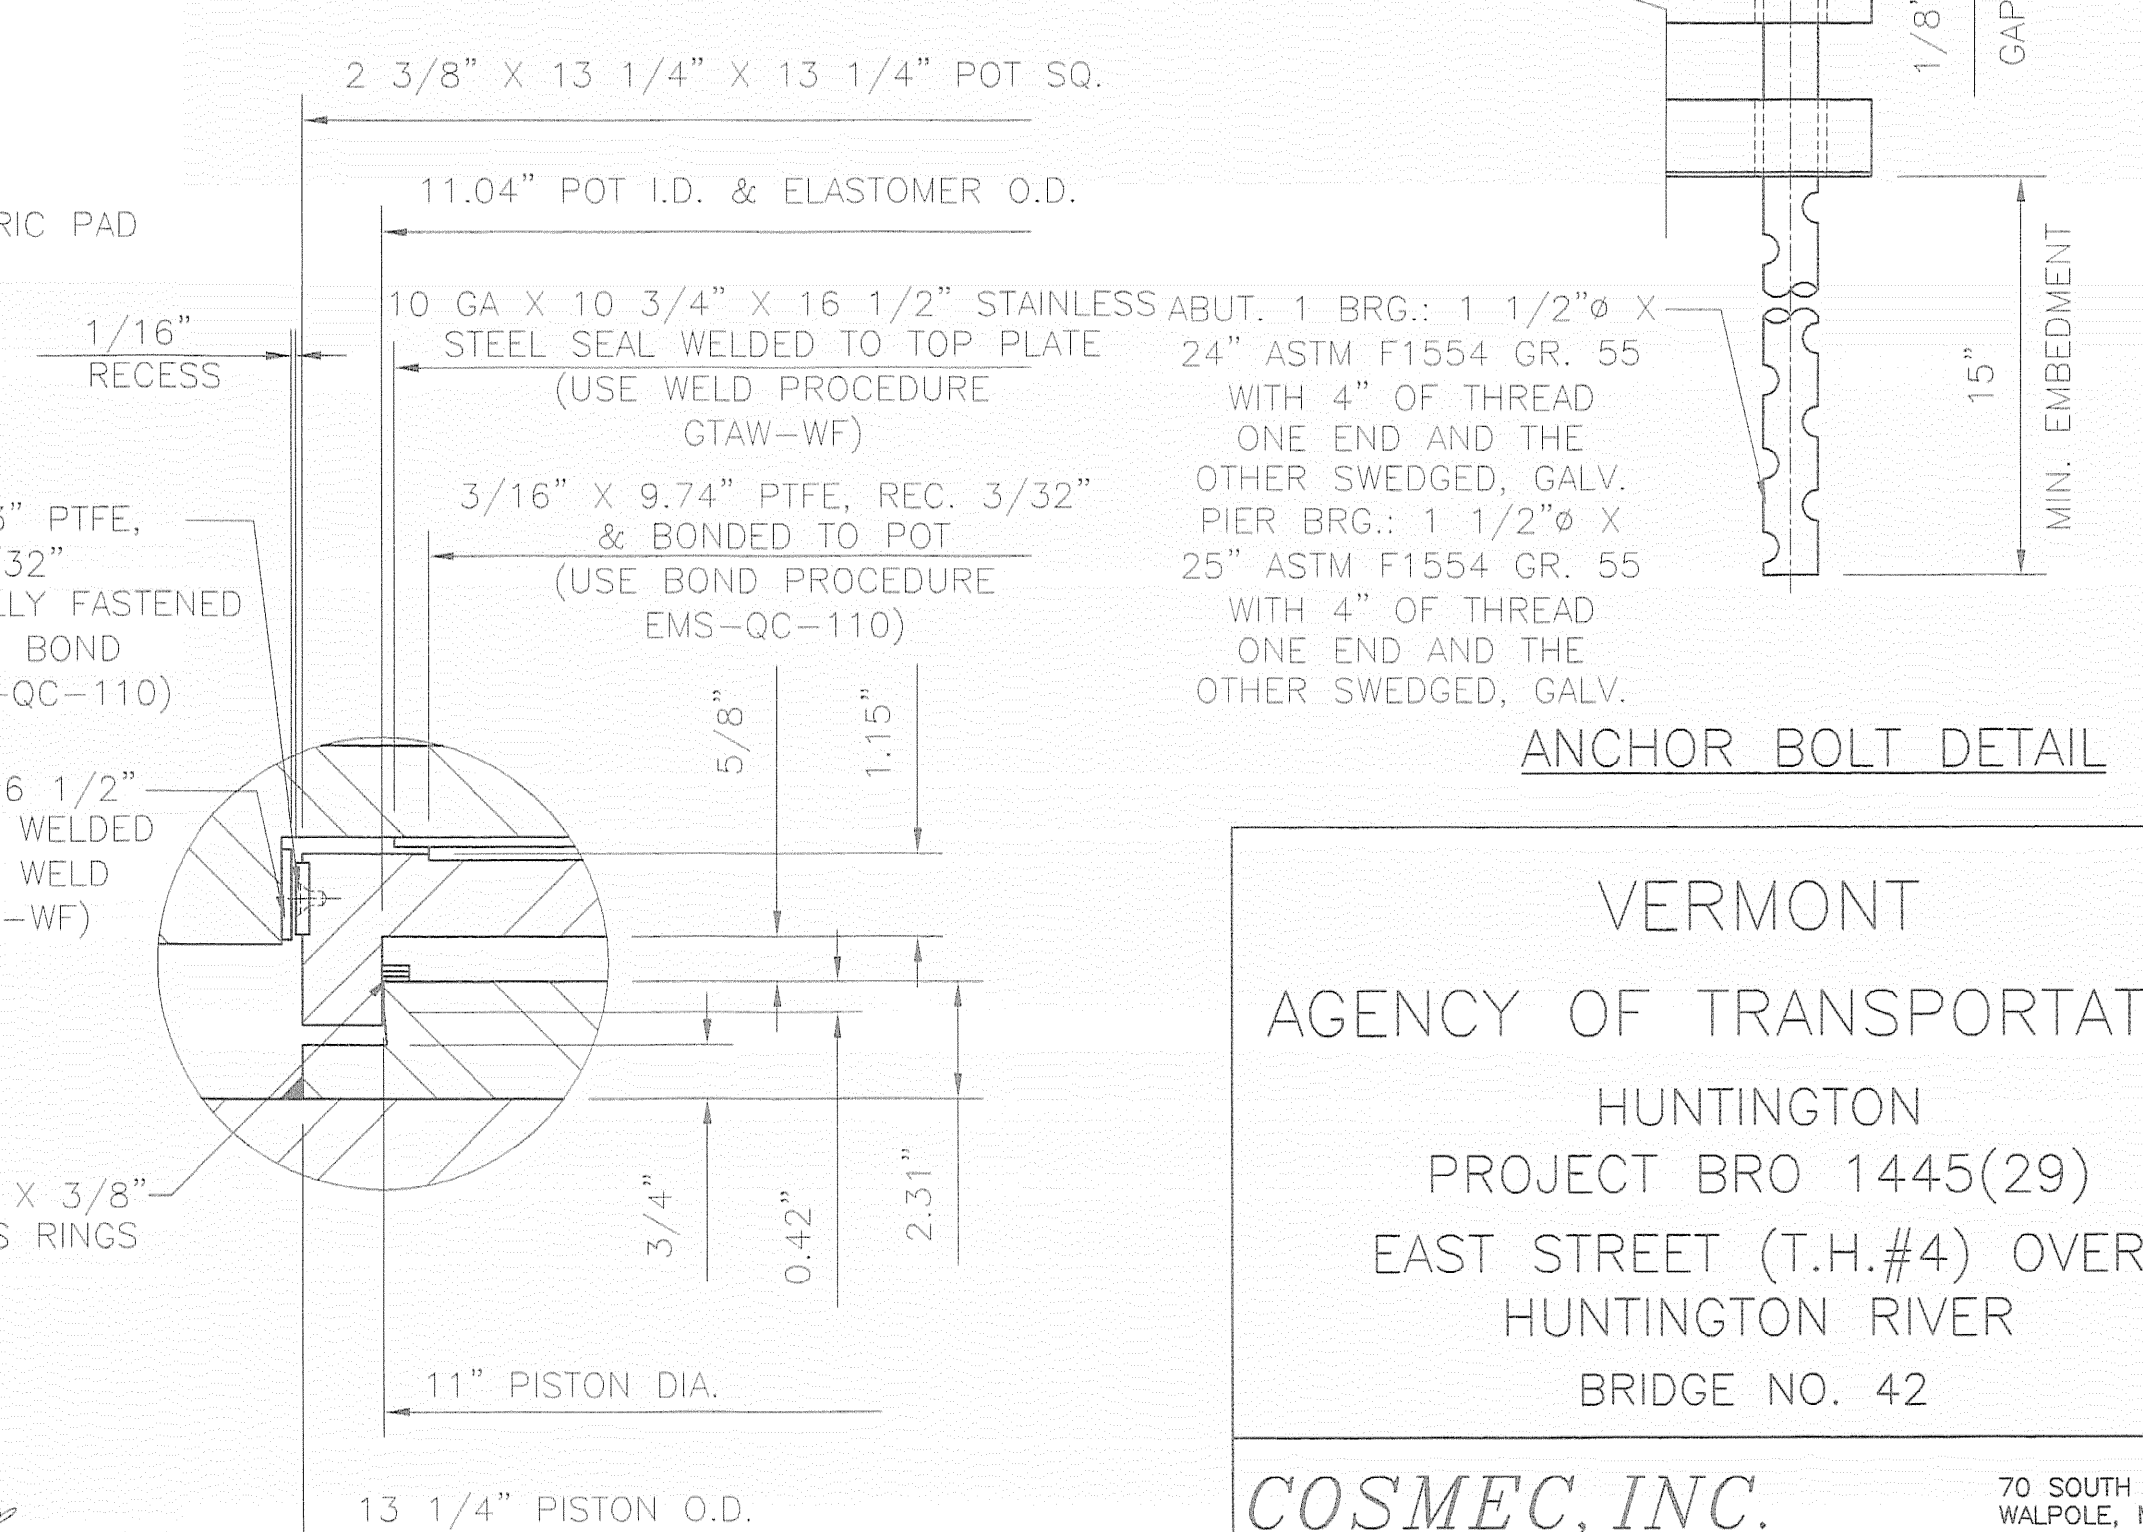 2 3/8" X 13 1/4" X 13 1/4" POT SQ.
11.04" POT I.D. & ELASTOMER O.D.
RIC PAD
1/16"
RECESS
10 GA X 10 3/4" X 16 1/2" STAINLESS
STEEL SEAL WELDED TO TOP PLATE
(USE WELD PROCEDURE
GTAW-WF)
3/16" X 9.74" PTFE, REC. 3/32"
& BONDED TO POT
(USE BOND PROCEDURE
EMS-QC-110)
PTFE,
32"
LLY FASTENED
BOND
-QC-110)
6 1/2"
WELDED
WELD
-WF)
X 3/8"
S RINGS
5/8"
1.15"
3/4"
0.42"
2.31"
11" PISTON DIA.
13 1/4" PISTON O.D.
1/8"
GAP
15"
MIN. EMBEDMENT
ABUT. 1 BRG.: 1 1/2"ø X
24" ASTM F1554 GR. 55
WITH 4" OF THREAD
ONE END AND THE
OTHER SWEDGED, GALV.
PIER BRG.: 1 1/2"ø X
25" ASTM F1554 GR. 55
WITH 4" OF THREAD
ONE END AND THE
OTHER SWEDGED, GALV.
ANCHOR BOLT DETAIL
VERMONT
AGENCY OF TRANSPORTAT
HUNTINGTON
PROJECT BRO 1445(29)
EAST STREET (T.H.#4) OVER
HUNTINGTON RIVER
BRIDGE NO. 42
COSMEC, INC.
70 SOUTH
WALPOLE,